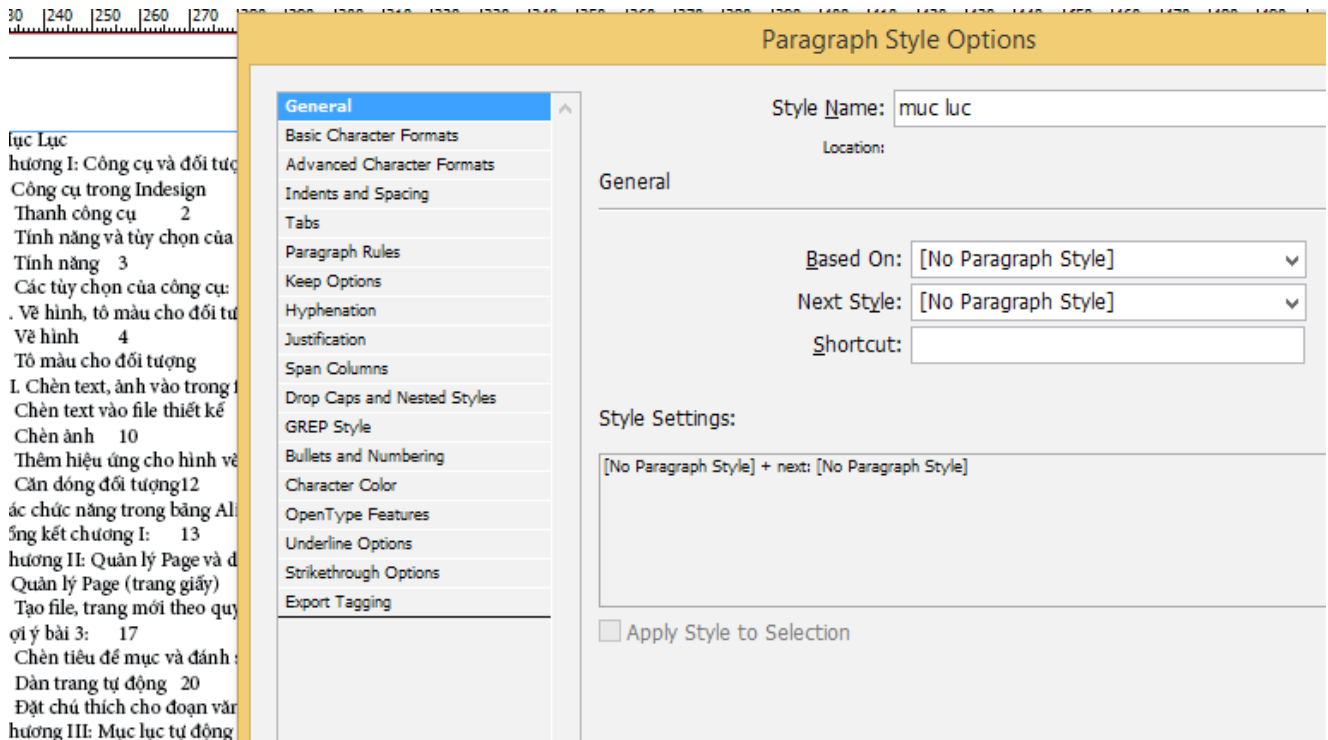 240 250 260 270
Paragraph Style Options
General
Basic Character Formats
Advanced Character Formats
Indents and Spacing
Tabs
Paragraph Rules
Keep Options
Hyphenation
Justification
Span Columns
Drop Caps and Nested Styles
GREP Style
Bullets and Numbering
Character Color
OpenType Features
Underline Options
Strikethrough Options
Export Tagging
Style Name: muc luc
Location:
General
Based On: [No Paragraph Style]
Next Style: [No Paragraph Style]
Shortcut:
Style Settings:
[No Paragraph Style] + next: [No Paragraph Style]
Apply Style to Selection
ục Lục
hương I: Công cụ và đối tượ
Công cụ trong Indesign
Thanh công cụ 2
Tính năng và tùy chọn của
Tính năng 3
Các tùy chọn của công cụ:
. Vẽ hình, tô màu cho đối tư
Vẽ hình 4
Tô màu cho đối tượng
I. Chèn text, ảnh vào trong f
Chèn text vào file thiết kế
Chèn ảnh 10
Thêm hiệu ứng cho hình vẽ
Căn dóng đối tượng12
ác chức năng trong bảng Ali
ổng kết chương I: 13
hương II: Quản lý Page và d
Quản lý Page (trang giấy)
Tạo file, trang mới theo quy
ợi ý bài 3: 17
Chèn tiêu đề mục và đánh s
Dàn trang tự động 20
Đặt chú thích cho đoạn văn
hương III: Mục lục tự động